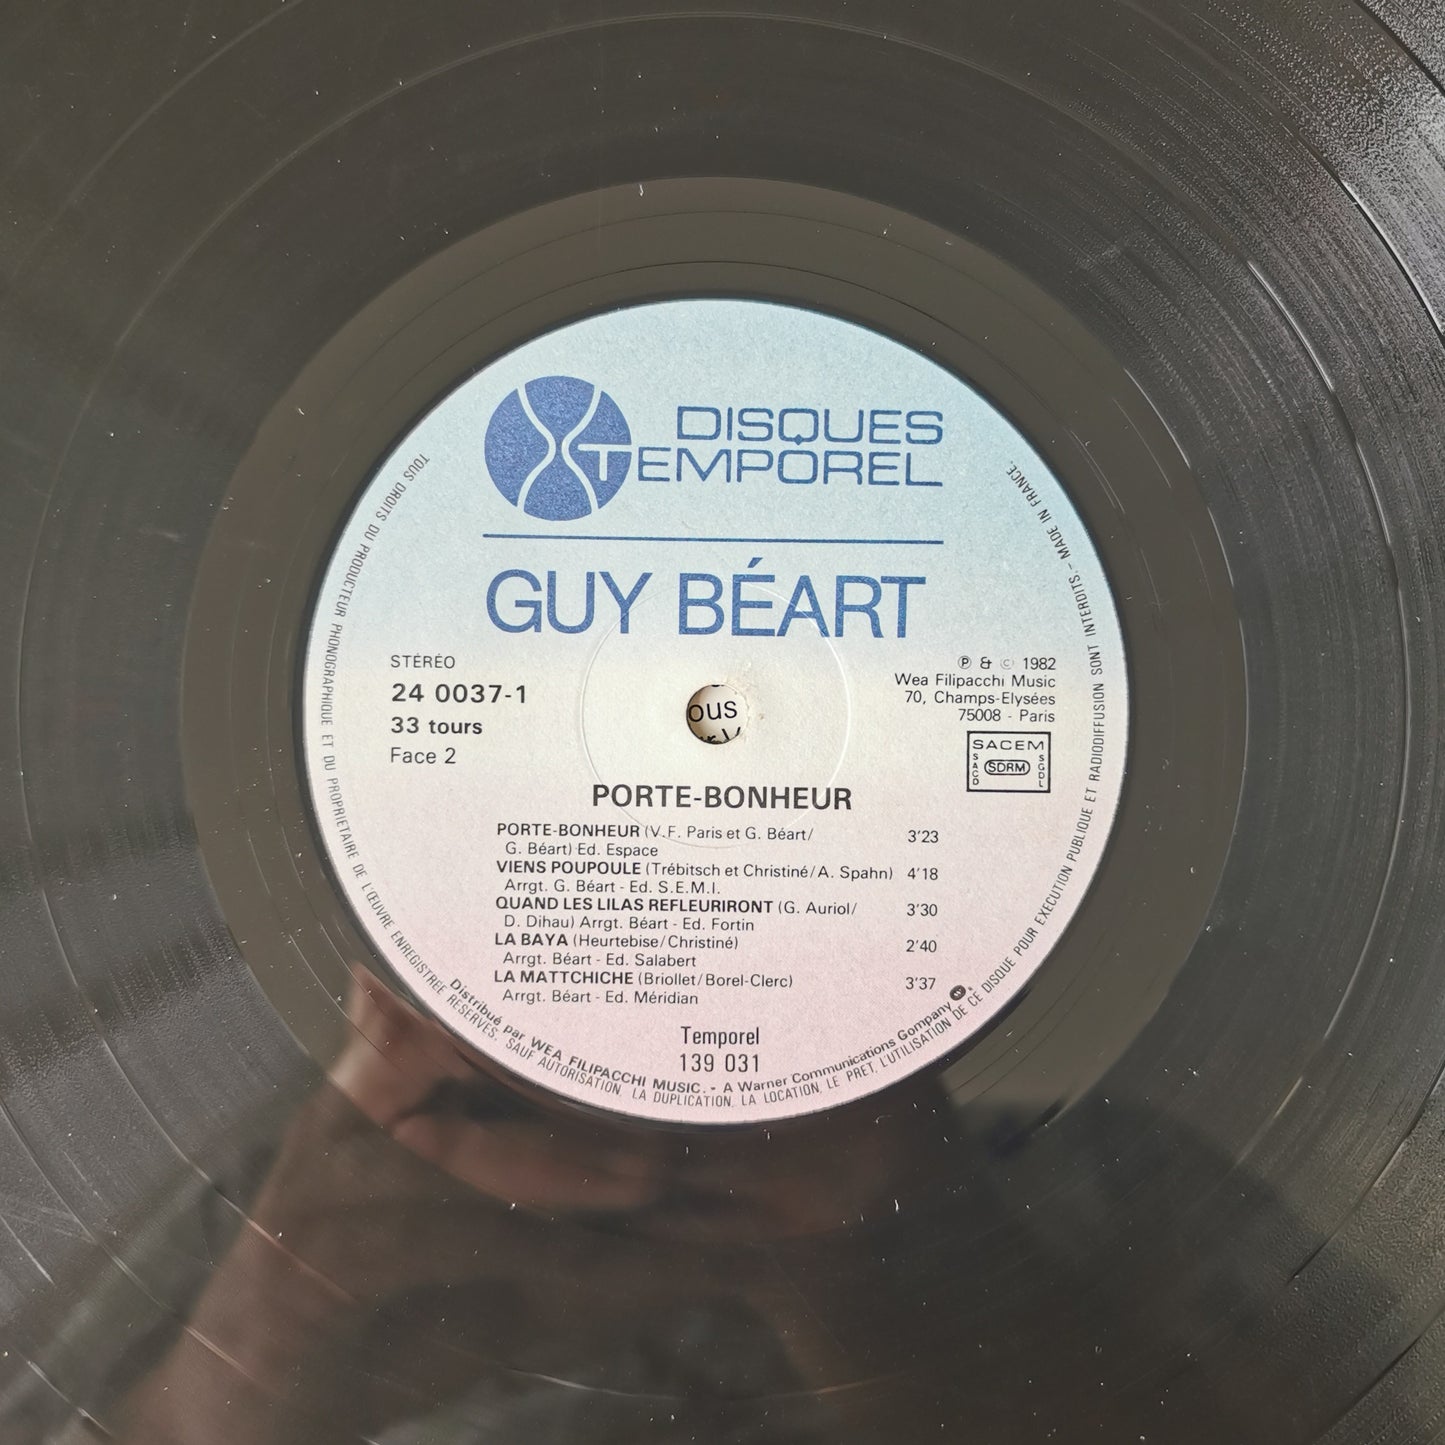 DISQUES
TEMPOREL
GUY BÉART
STÉRÉO
24 0037-1
33 tours
Face 2
℗ & © 1982
Wea Filipacchi Music
70, Champs-Elysées
75008 - Paris
SACEM
SACD
SDRM
SGDL
ous
PORTE-BONHEUR
PORTE-BONHEUR (V.F. Paris et G. Béart/ 3'23
G. Béart) Ed. Espace
VIENS POUPOULE (Trébitsch et Christiné/A. Spahn) 4'18
Arrgt. G. Béart - Ed. S.E.M.I.
QUAND LES LILAS REFLEURIRONT (G. Auriol/ 3'30
D. Dihau) Arrgt. Béart - Ed. Fortin
LA BAYA (Heurtebise/Christiné) 2'40
Arrgt. Béart - Ed. Salabert
LA MATTCHICHE (Briollet/Borel-Clerc) 3'37
Arrgt. Béart - Ed. Méridian
Temporel
139 031
Distribué par WEA FILIPACCHI MUSIC. - A Warner Communications Gompany
TOUS DROITS DU PRODUCTEUR PHONOGRAPHIQUE ET DU PROPRIETAIRE DE L'ŒUVRE ENREGISTREE RESERVES. SAUF AUTORISATION, LA DUPLICATION, LA LOCATION, LE PRET, L'UTILISATION DE CE DISQUE POUR EXECUTION PUBLIQUE ET RADIODIFFUSION SONT INTERDITS. - MADE IN FRANCE.